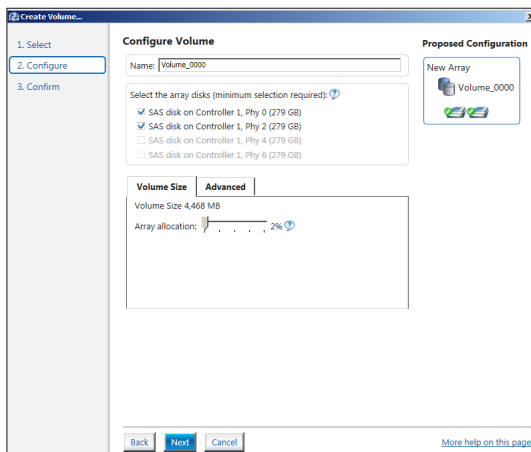 Create Volume...
1. Select
2. Configure
3. Confirm
Configure Volume
Name: Volume_0000
Select the array disks (minimum selection required):
SAS disk on Controller 1, Phy 0 (279 GB)
SAS disk on Controller 1, Phy 2 (279 GB)
SAS disk on Controller 1, Phy 4 (279 GB)
SAS disk on Controller 1, Phy 6 (279 GB)
Volume Size Advanced
Volume Size 4,468 MB
Array allocation: 2%
Proposed Configuration
New Array
Volume_0000
Back Next Cancel
More help on this page